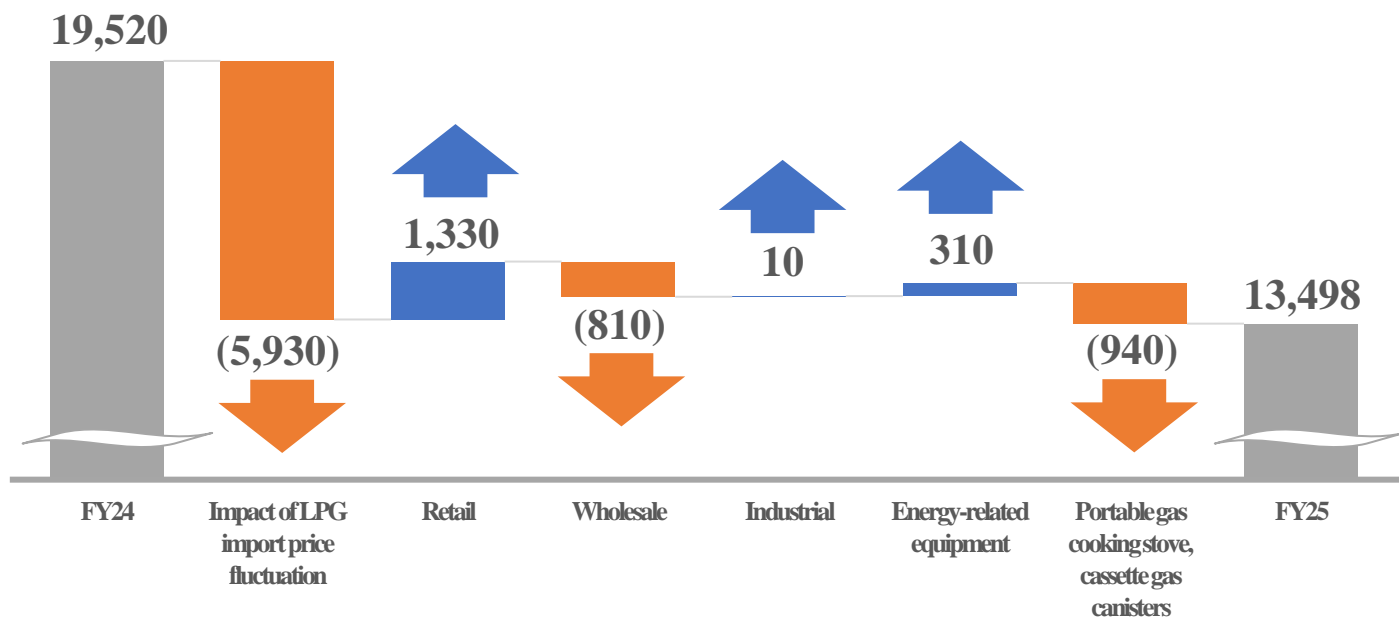 19,520
(5,930)
1,330
(810)
10
310
(940)
13,498
FY24
Impact of LPG
import price
fluctuation
Retail
Wholesale
Industrial
Energy-related
equipment
Portable gas
cooking stove,
cassette gas
canisters
FY25